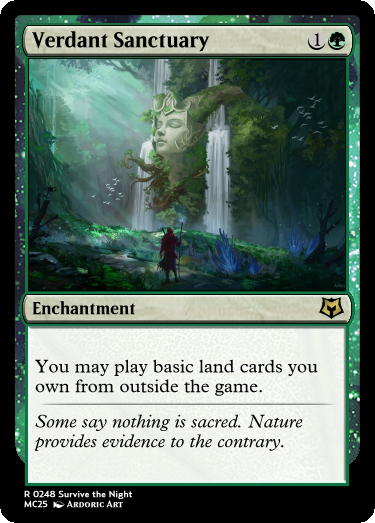 Verdant Sanctuary 1
Enchantment
You may play basic land cards you
own from outside the game.
Some say nothing is sacred. Nature
provides evidence to the contrary.
R 0248 Survive the Night
MC25 Ardoric Art